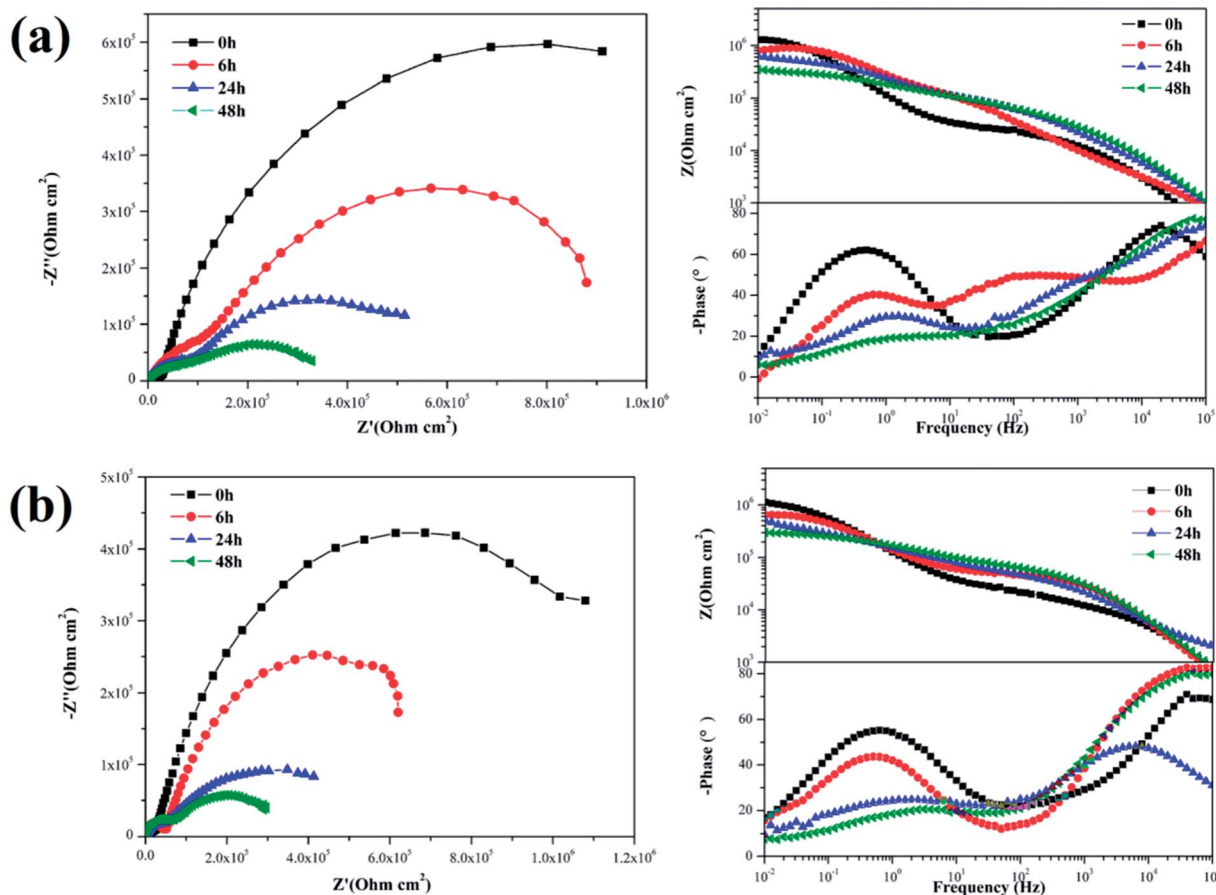 (a)
6x10⁵
5x10⁵
4x10⁵
3x10⁵
2x10⁵
1x10⁵
0
-Z''(Ohm cm²)
0h
6h
24h
48h
0.0
2.0x10⁵
4.0x10⁵
6.0x10⁵
8.0x10⁵
1.0x10⁶
Z'(Ohm cm²)
10⁶
10⁵
10⁴
10³
Z(Ohm cm²)
0h
6h
24h
48h
80
60
40
20
0
-Phase (°)
10⁻²
10⁻¹
10⁰
10¹
10²
10³
10⁴
10⁵
Frequency (Hz)
(b)
5x10⁵
4x10⁵
3x10⁵
2x10⁵
1x10⁵
0
-Z''(Ohm cm²)
0h
6h
24h
48h
0.0
2.0x10⁵
4.0x10⁵
6.0x10⁵
8.0x10⁵
1.0x10⁶
1.2x10⁶
Z'(Ohm cm²)
10⁶
10⁵
10⁴
10³
Z(Ohm cm²)
0h
6h
24h
48h
80
60
40
20
0
-Phase (°)
10⁻²
10⁻¹
10⁰
10¹
10²
10³
10⁴
10⁵
Frequency (Hz)